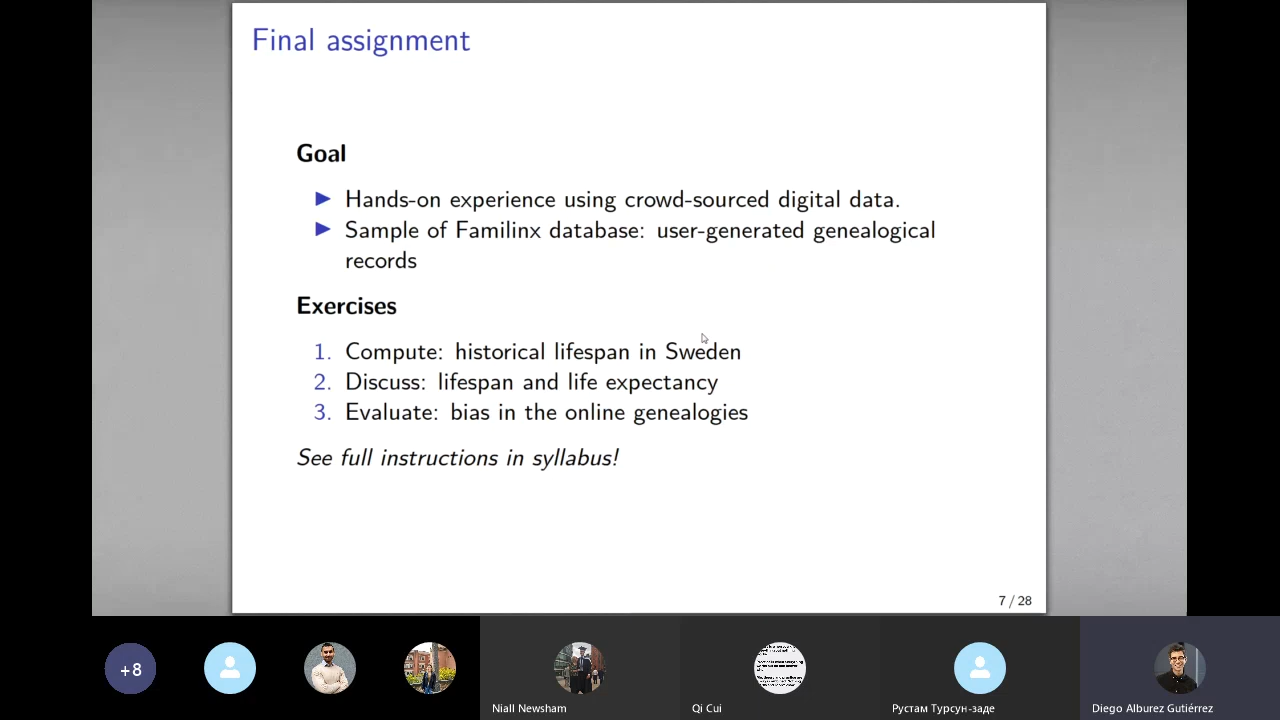 Final assignment
Goal
Hands-on experience using crowd-sourced digital data.
Sample of Familinx database: user-generated genealogical
records
Exercises
1. Compute: historical lifespan in Sweden
2. Discuss: lifespan and life expectancy
3. Evaluate: bias in the online genealogies
See full instructions in syllabus!
7 / 28
+8
Niall Newsham
Qi Cui
Рустам Турсун-заде
Diego Alburez Gutiérrez